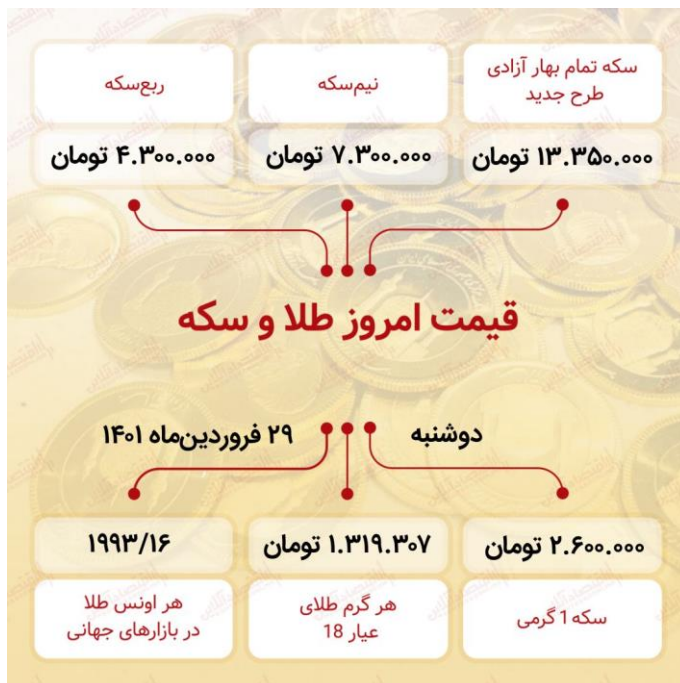 سکه تمام بهار آزادی
طرح جدید
نیم‌سکه
ربع‌سکه
۱۳.۳۵۰.۰۰۰ تومان
۷.۳۰۰.۰۰۰ تومان
۴.۳۰۰.۰۰۰ تومان
قیمت امروز طلا و سکه
دوشنبه
۲۹ فروردین‌ماه ۱۴۰۱
۲.۶۰۰.۰۰۰ تومان
۱.۳۱۹.۳۰۷ تومان
۱۹۹۳/۱۶
سکه 1 گرمی
هر گرم طلای
عیار 18
هر اونس طلا
در بازارهای جهانی